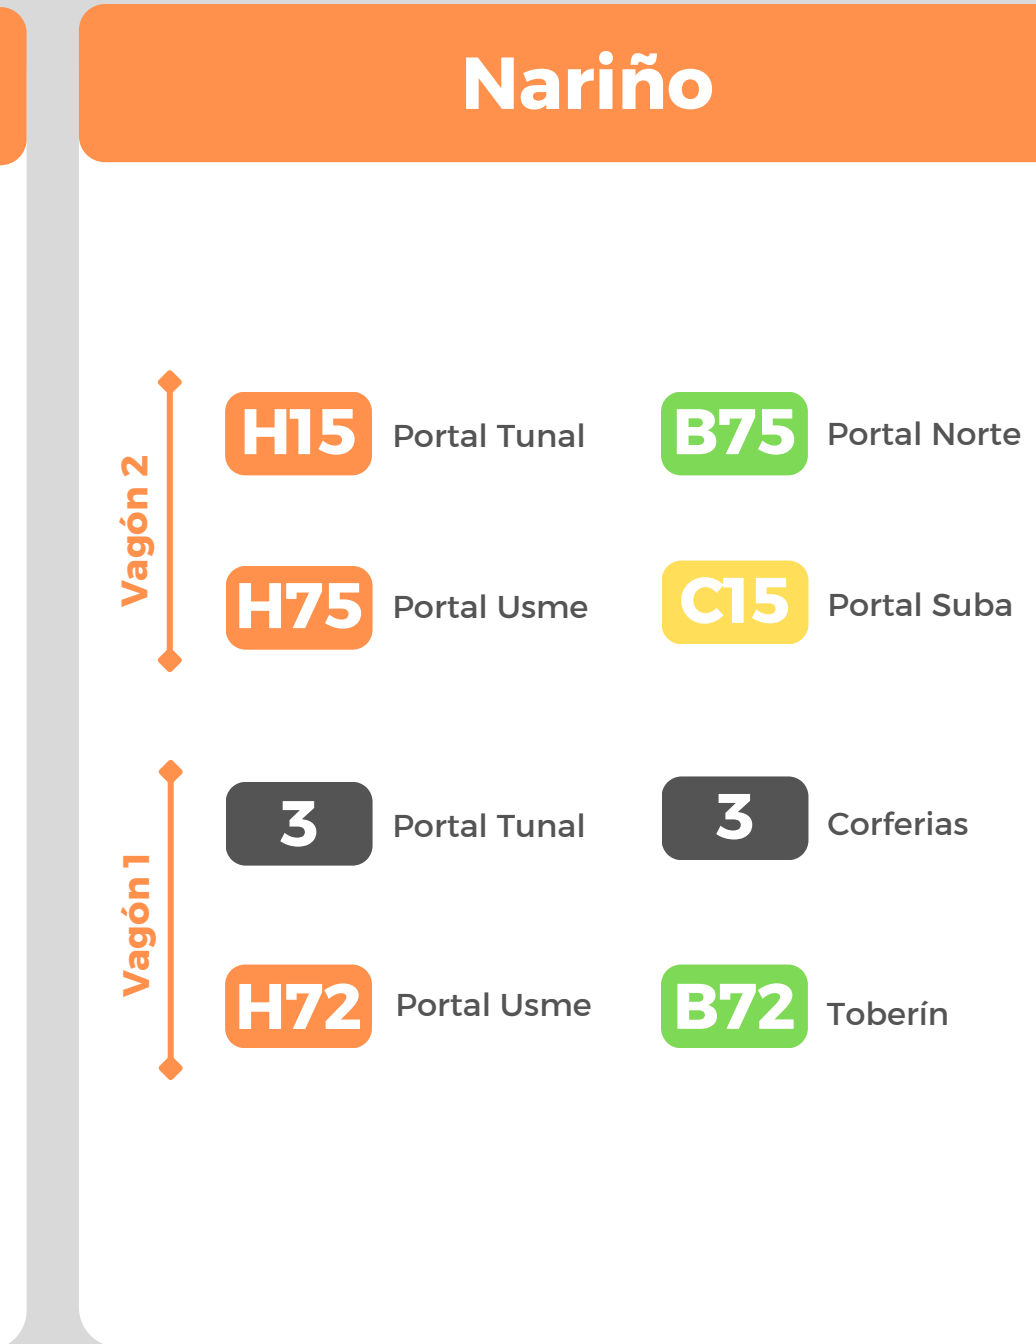 Nariño
Vagón 2
H15 Portal Tunal B75 Portal Norte
H75 Portal Usme C15 Portal Suba
Vagón 1
3 Portal Tunal 3 Corferias
H72 Portal Usme B72 Toberín